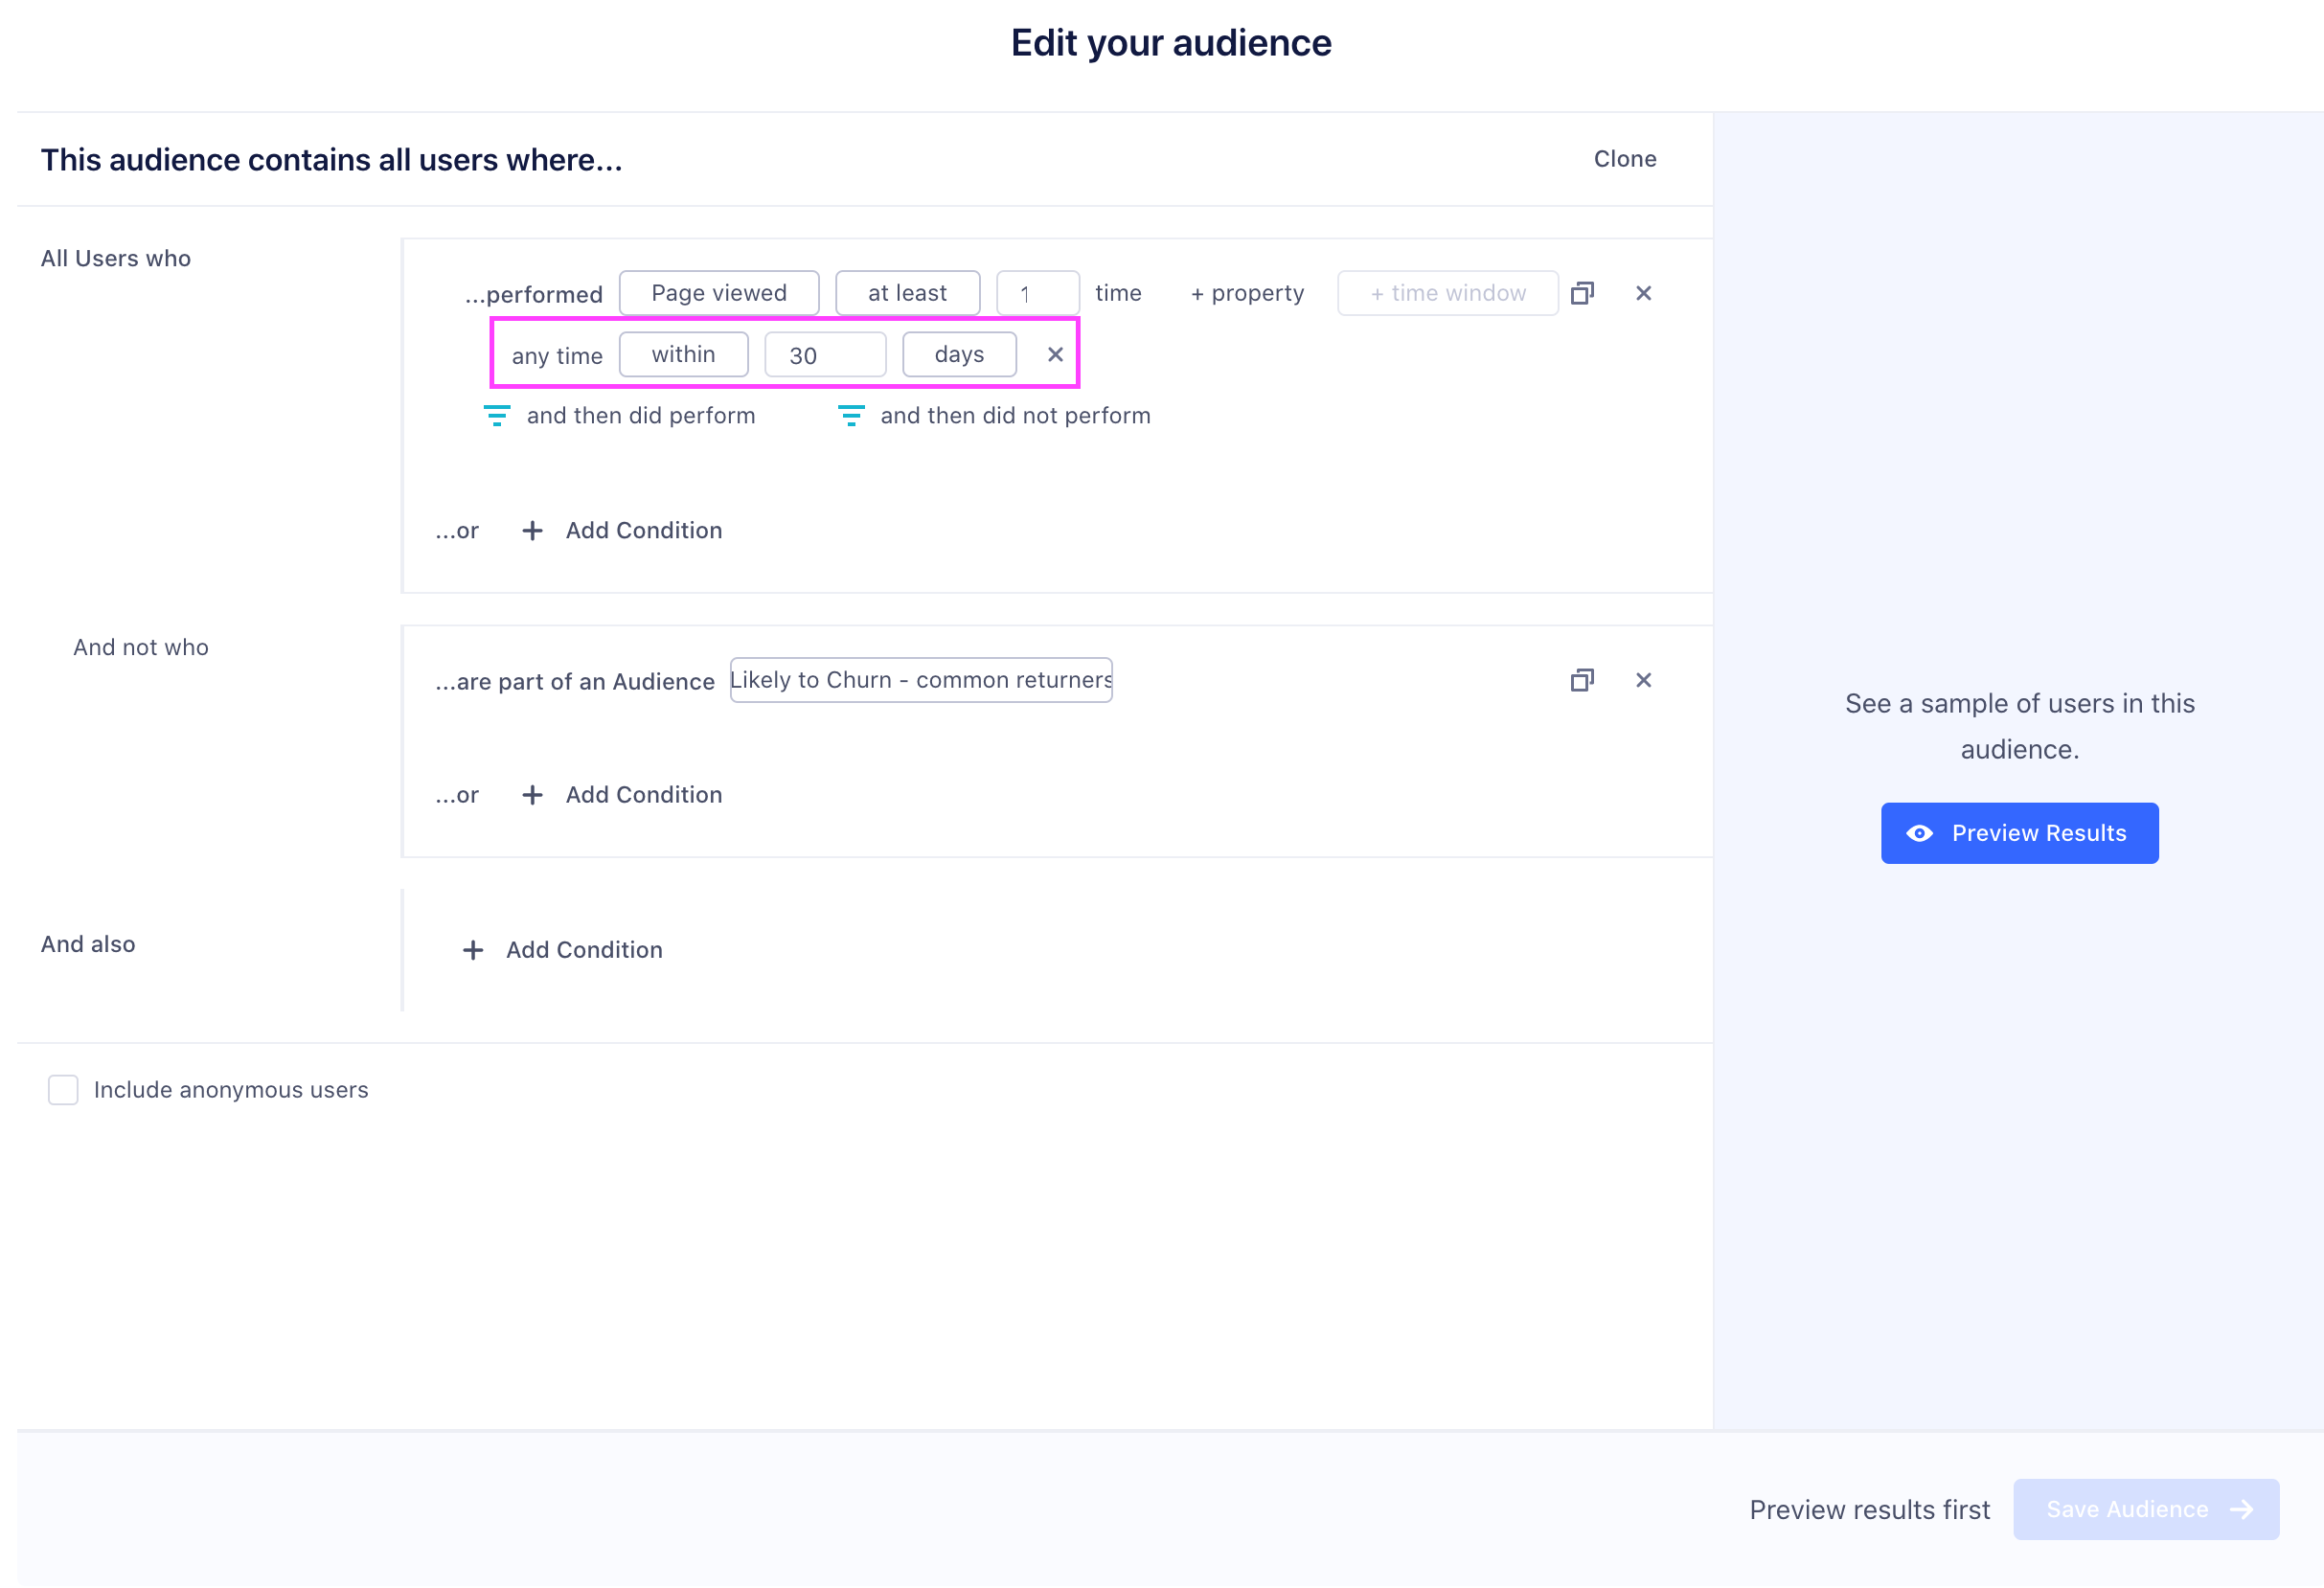 Edit your audience
This audience contains all users where...
Clone
All Users who
...performed Page viewed at least 1 time + property + time window
any time within 30 days
and then did perform and then did not perform
...or + Add Condition
And not who
...are part of an Audience Likely to Churn - common returners
...or + Add Condition
And also
+ Add Condition
Include anonymous users
See a sample of users in this
audience.
Preview Results
Preview results first
Save Audience